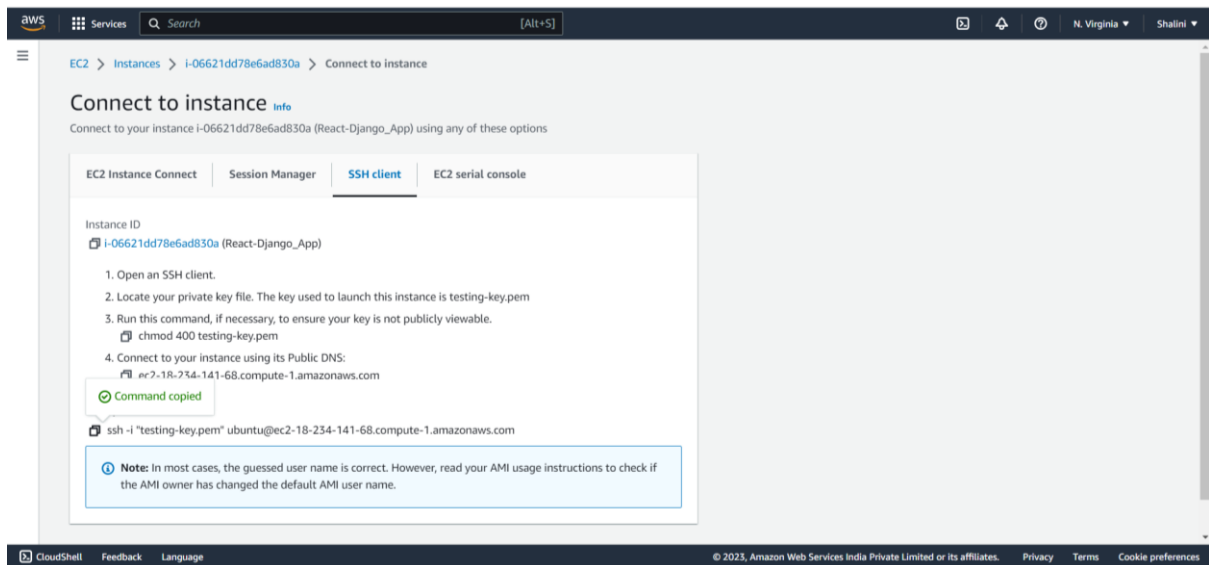 aws
Services
Search
[Alt+S]
N. Virginia
Shalini
EC2 > Instances > i-06621dd78e6ad830a > Connect to instance
Connect to instance Info
Connect to your instance i-06621dd78e6ad830a (React-Django_App) using any of these options
EC2 Instance Connect
Session Manager
SSH client
EC2 serial console
Instance ID
i-06621dd78e6ad830a (React-Django_App)
1. Open an SSH client.
2. Locate your private key file. The key used to launch this instance is testing-key.pem
3. Run this command, if necessary, to ensure your key is not publicly viewable.
chmod 400 testing-key.pem
4. Connect to your instance using its Public DNS:
ec2-18-234-141-68.compute-1.amazonaws.com
Command copied
ssh -i "testing-key.pem" ubuntu@ec2-18-234-141-68.compute-1.amazonaws.com
Note: In most cases, the guessed user name is correct. However, read your AMI usage instructions to check if
the AMI owner has changed the default AMI user name.
CloudShell
Feedback
Language
© 2023, Amazon Web Services India Private Limited or its affiliates.
Privacy
Terms
Cookie preferences